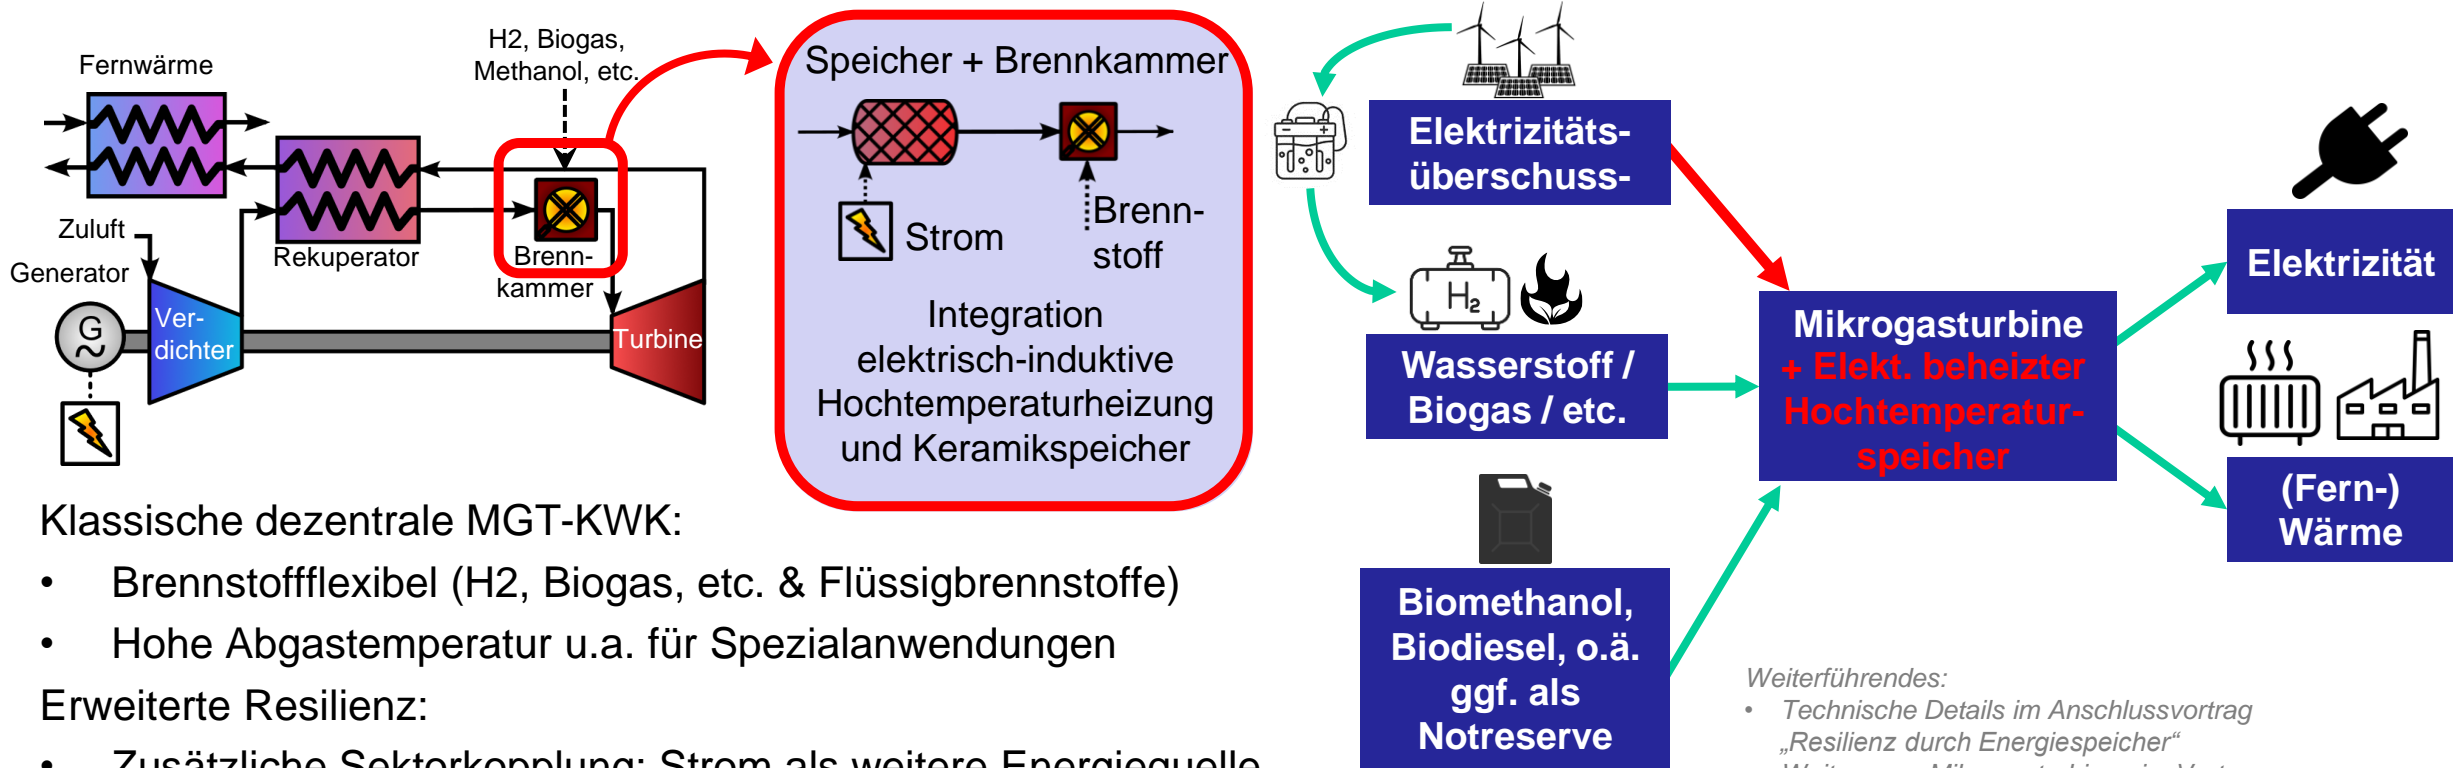 Fernwärme
H2, Biogas,
Methanol, etc.
Zuluft
Generator
Rekuperator
Brenn-
kammer
G
Ver-
dichter
Turbine
Speicher + Brennkammer
Strom
Brenn-
stoff
Integration
elektrisch-induktive
Hochtemperaturheizung
und Keramikspeicher
Klassische dezentrale MGT-KWK:
• Brennstoffflexibel (H2, Biogas, etc. & Flüssigbrennstoffe)
• Hohe Abgastemperatur u.a. für Spezialanwendungen
Erweiterte Resilienz:
• Zusätzliche Sektorkopplung: Strom als weitere Energiequelle
Elektrizitäts-
überschuss-
- +
H2
Wasserstoff /
Biogas / etc.
Biomethanol,
Biodiesel, o.ä.
ggf. als
Notreserve
Mikrogasturbine
+ Elekt. beheizter
Hochtemperatur-
speicher
Elektrizität
(Fern-)
Wärme
Weiterführendes:
• Technische Details im Anschlussvortrag
„Resilienz durch Energiespeicher“